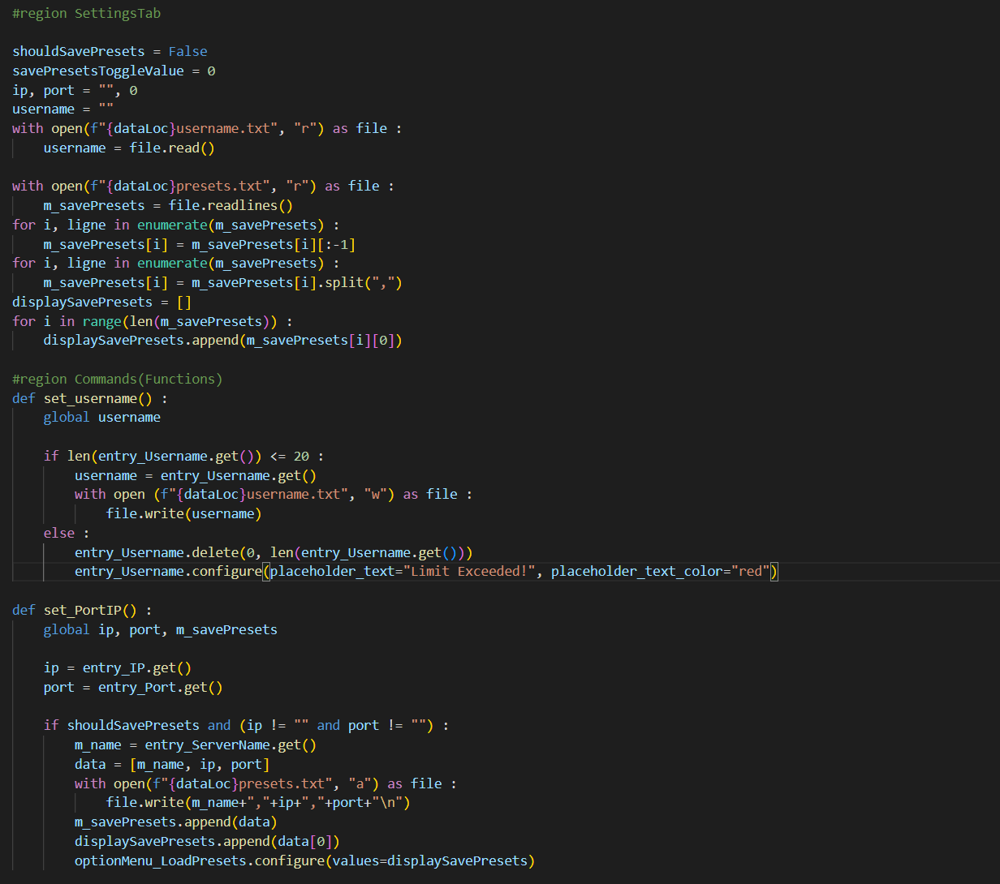 #region SettingsTab
shouldSavePresets = False
savePresetsToggleValue = 0
ip, port = "", 0
username = ""
with open(f"{dataLoc}username.txt", "r") as file :
    username = file.read()
with open(f"{dataLoc}presets.txt", "r") as file :
    m_savePresets = file.readlines()
for i, ligne in enumerate(m_savePresets) :
    m_savePresets[i] = m_savePresets[i][:-1]
for i, ligne in enumerate(m_savePresets) :
    m_savePresets[i] = m_savePresets[i].split(",")
displaySavePresets = []
for i in range(len(m_savePresets)) :
    displaySavePresets.append(m_savePresets[i][0])
#region Commands(Functions)
def set_username() :
    global username
    if len(entry_Username.get()) <= 20 :
        username = entry_Username.get()
        with open (f"{dataLoc}username.txt", "w") as file :
            file.write(username)
    else :
        entry_Username.delete(0, len(entry_Username.get()))
        entry_Username.configure(placeholder_text="Limit Exceeded!", placeholder_text_color="red")
def set_PortIP() :
    global ip, port, m_savePresets
    ip = entry_IP.get()
    port = entry_Port.get()
    if shouldSavePresets and (ip != "" and port != "") :
        m_name = entry_ServerName.get()
        data = [m_name, ip, port]
        with open(f"{dataLoc}presets.txt", "a") as file :
            file.write(m_name+","+ip+","+port+"\n")
        m_savePresets.append(data)
        displaySavePresets.append(data[0])
        optionMenu_LoadPresets.configure(values=displaySavePresets)